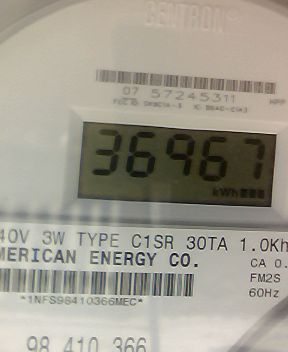 CENTRON®
07 57245311
36967
kWh
40V 3W TYPE C1SR 30TA 1.0Kh
MERICAN ENERGY CO.
CA 0.
FM2S
60Hz
*1NFS98410366MEC*
98 410 366